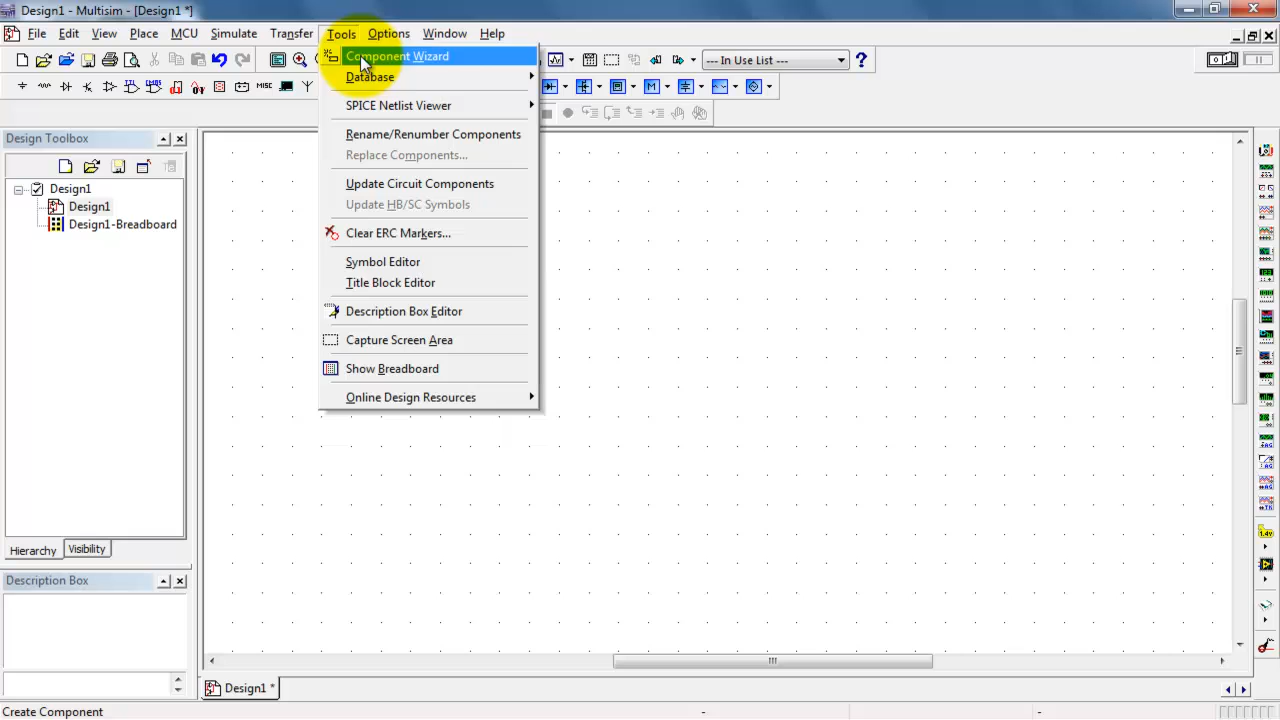 Design1 - Multisim - [Design1 *]
File Edit View Place MCU Simulate Transfer Tools Options Window Help
--- In Use List ---
MISC
Component Wizard
Database
SPICE Netlist Viewer
Rename/Renumber Components
Replace Components...
Update Circuit Components
Update HB/SC Symbols
Clear ERC Markers...
Symbol Editor
Title Block Editor
Description Box Editor
Capture Screen Area
Show Breadboard
Online Design Resources
Design Toolbox
Design1
Design1
Design1-Breadboard
Hierarchy Visibility
Description Box
Design1 *
Create Component - -